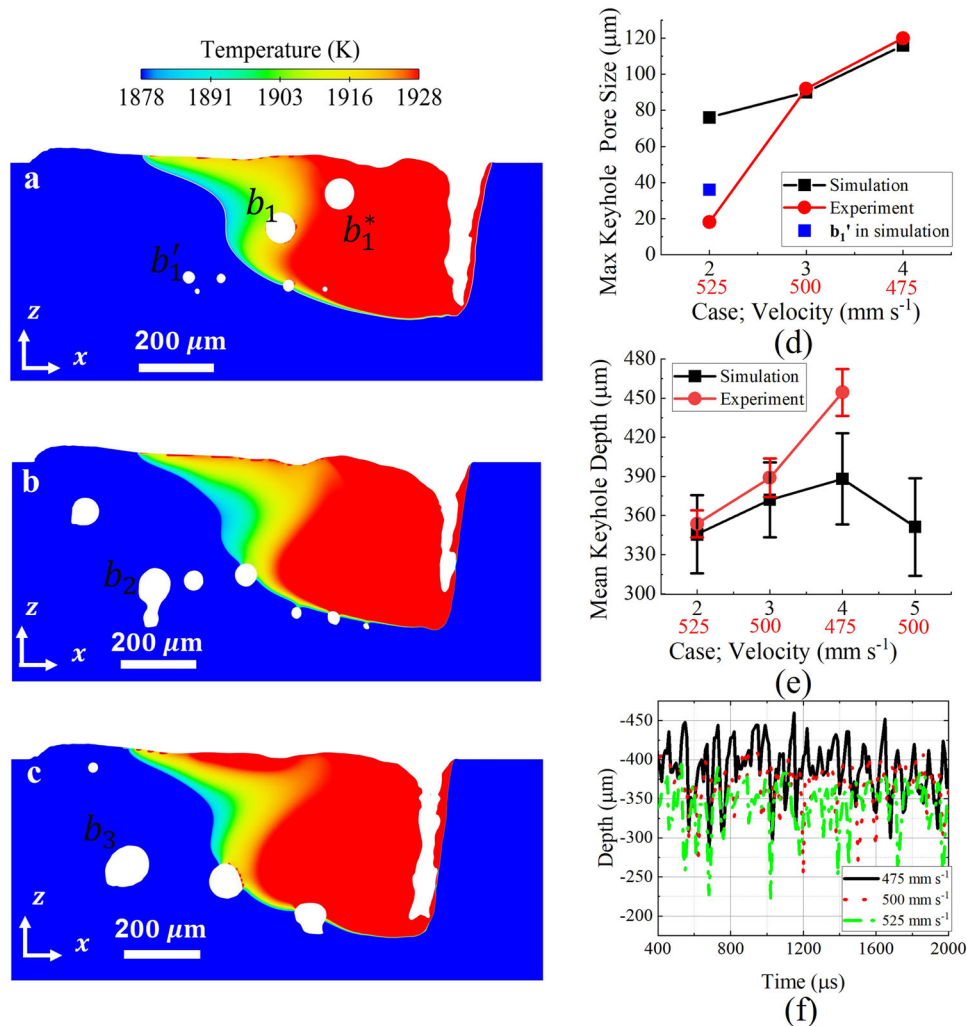 Temperature (K)
1878 1891 1903 1916 1928
a
b₁
b₁*
b₁′
z
x
200 μm
b
b₂
z
x
200 μm
c
b₃
z
x
200 μm
Max Keyhole Pore Size (μm)
120
100
80
60
40
20
0
Simulation
Experiment
b₁' in simulation
2 3 4
525 500 475
Case; Velocity (mm s⁻¹)
(d)
Mean Keyhole Depth (μm)
480
450
420
390
360
330
300
Simulation
Experiment
2 3 4 5
525 500 475 500
Case; Velocity (mm s⁻¹)
(e)
Depth (μm)
-450
-400
-350
-300
-250
-200
475 mm s⁻¹
500 mm s⁻¹
525 mm s⁻¹
400 800 1200 1600 2000
Time (μs)
(f)